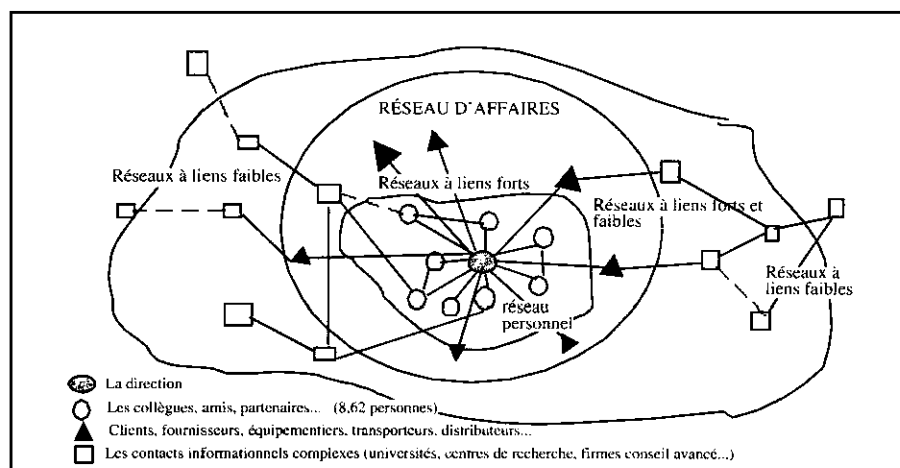 RÉSEAU D'AFFAIRES
Réseaux à liens faibles
Réseaux à liens forts
Réseaux à liens forts et
faibles
Réseaux à
liens faibles
réseau
personnel
La direction
Les collègues, amis, partenaires... (8,62 personnes)
Clients, fournisseurs, équipementiers, transporteurs, distributeurs...
Les contacts informationnels complexes (universités, centres de recherche, firmes conseil avancé...)